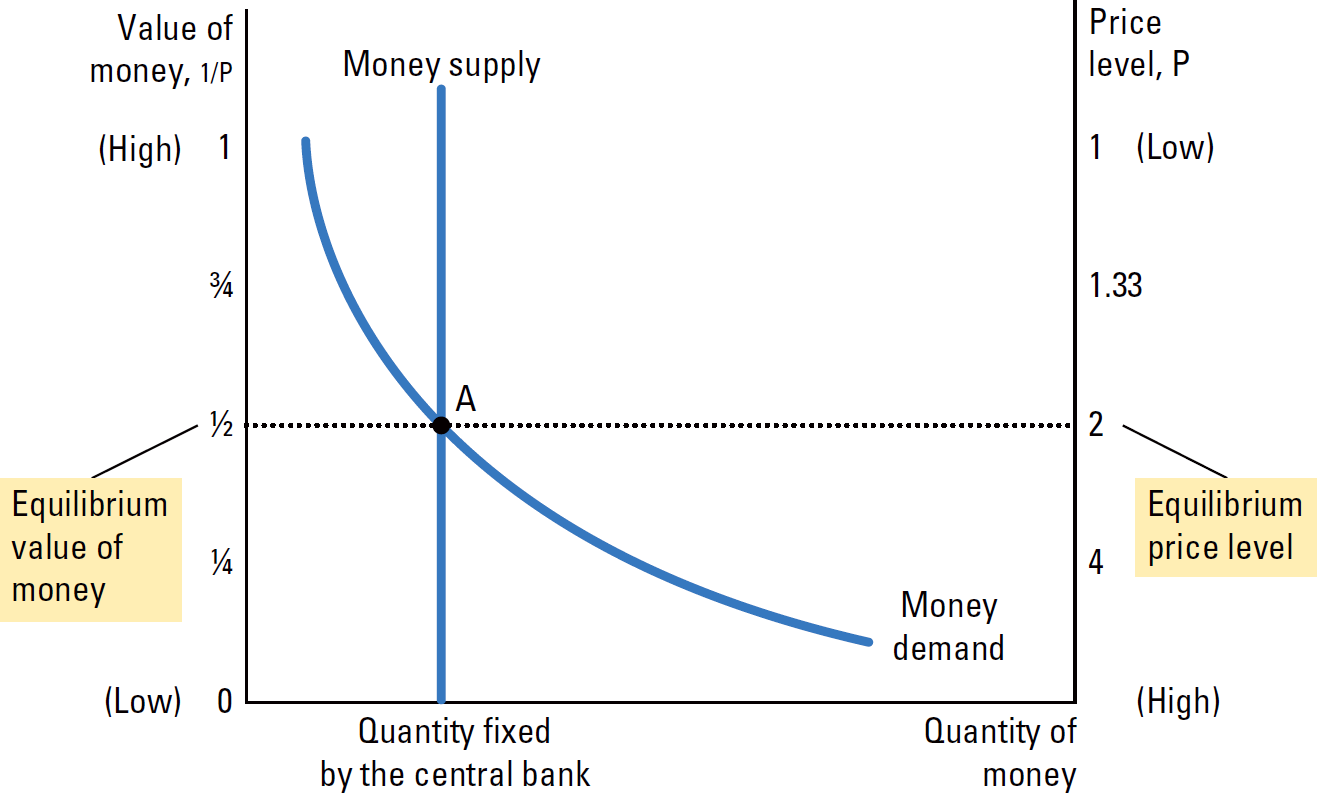 Value of
money, 1/P
Price
level, P
Money supply
(High) 1
1 (Low)
¾
1.33
A
½
2
Equilibrium
value of
money
Equilibrium
price level
¼
4
Money
demand
(Low) 0
(High)
Quantity fixed
by the central bank
Quantity of
money